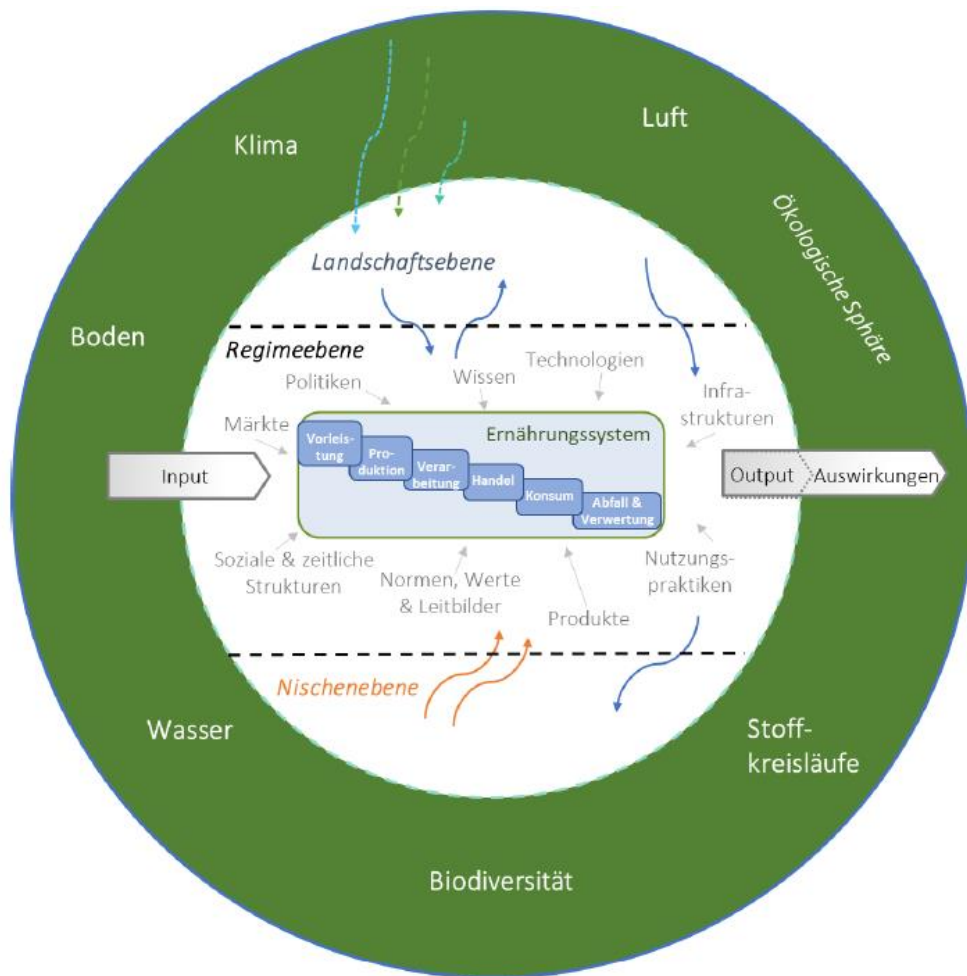 Luft
Klima
Ökologische Sphäre
Landschaftsebene
Boden
Regimeebene
Technologien
Politiken
Wissen
Infra-
strukturen
Märkte
Ernährungssystem
Vorleis-
tung
Pro-
duktion
Verar-
beitung
Handel
Konsum
Abfall &
Verwertung
Input
Output
Auswirkungen
Soziale & zeitliche
Strukturen
Normen, Werte
& Leitbilder
Produkte
Nutzungs-
praktiken
Nischenebene
Wasser
Stoff-
kreisläufe
Biodiversität